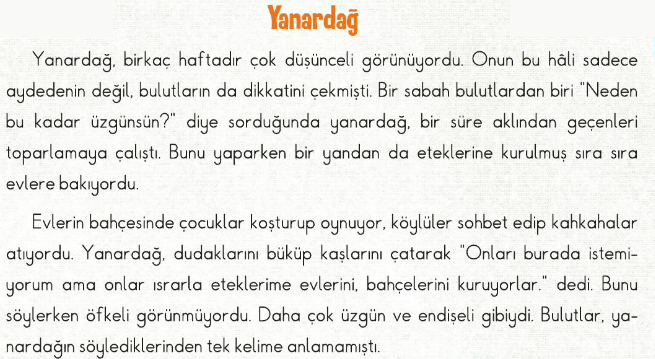 Yanardağ
Yanardağ, birkaç haftadır çok düşünceli görünüyordu. Onun bu hâli sadece
aydedenin değil, bulutların da dikkatini çekmişti. Bir sabah bulutlardan biri "Neden
bu kadar üzgünsün?" diye sorduğunda yanardağ, bir süre aklından geçenleri
toparlamaya çalıştı. Bunu yaparken bir yandan da eteklerine kurulmuş sıra sıra
evlere bakıyordu.
Evlerin bahçesinde çocuklar koşturup oynuyor, köylüler sohbet edip kahkahalar
atıyordu. Yanardağ, dudaklarını büküp kaşlarını çatarak "Onları burada istemi-
yorum ama onlar ısrarla eteklerime evlerini, bahçelerini kuruyorlar." dedi. Bunu
söylerken öfkeli görünmüyordu. Daha çok üzgün ve endişeli gibiydi. Bulutlar, ya-
nardağın söylediklerinden tek kelime anlamamıştı.